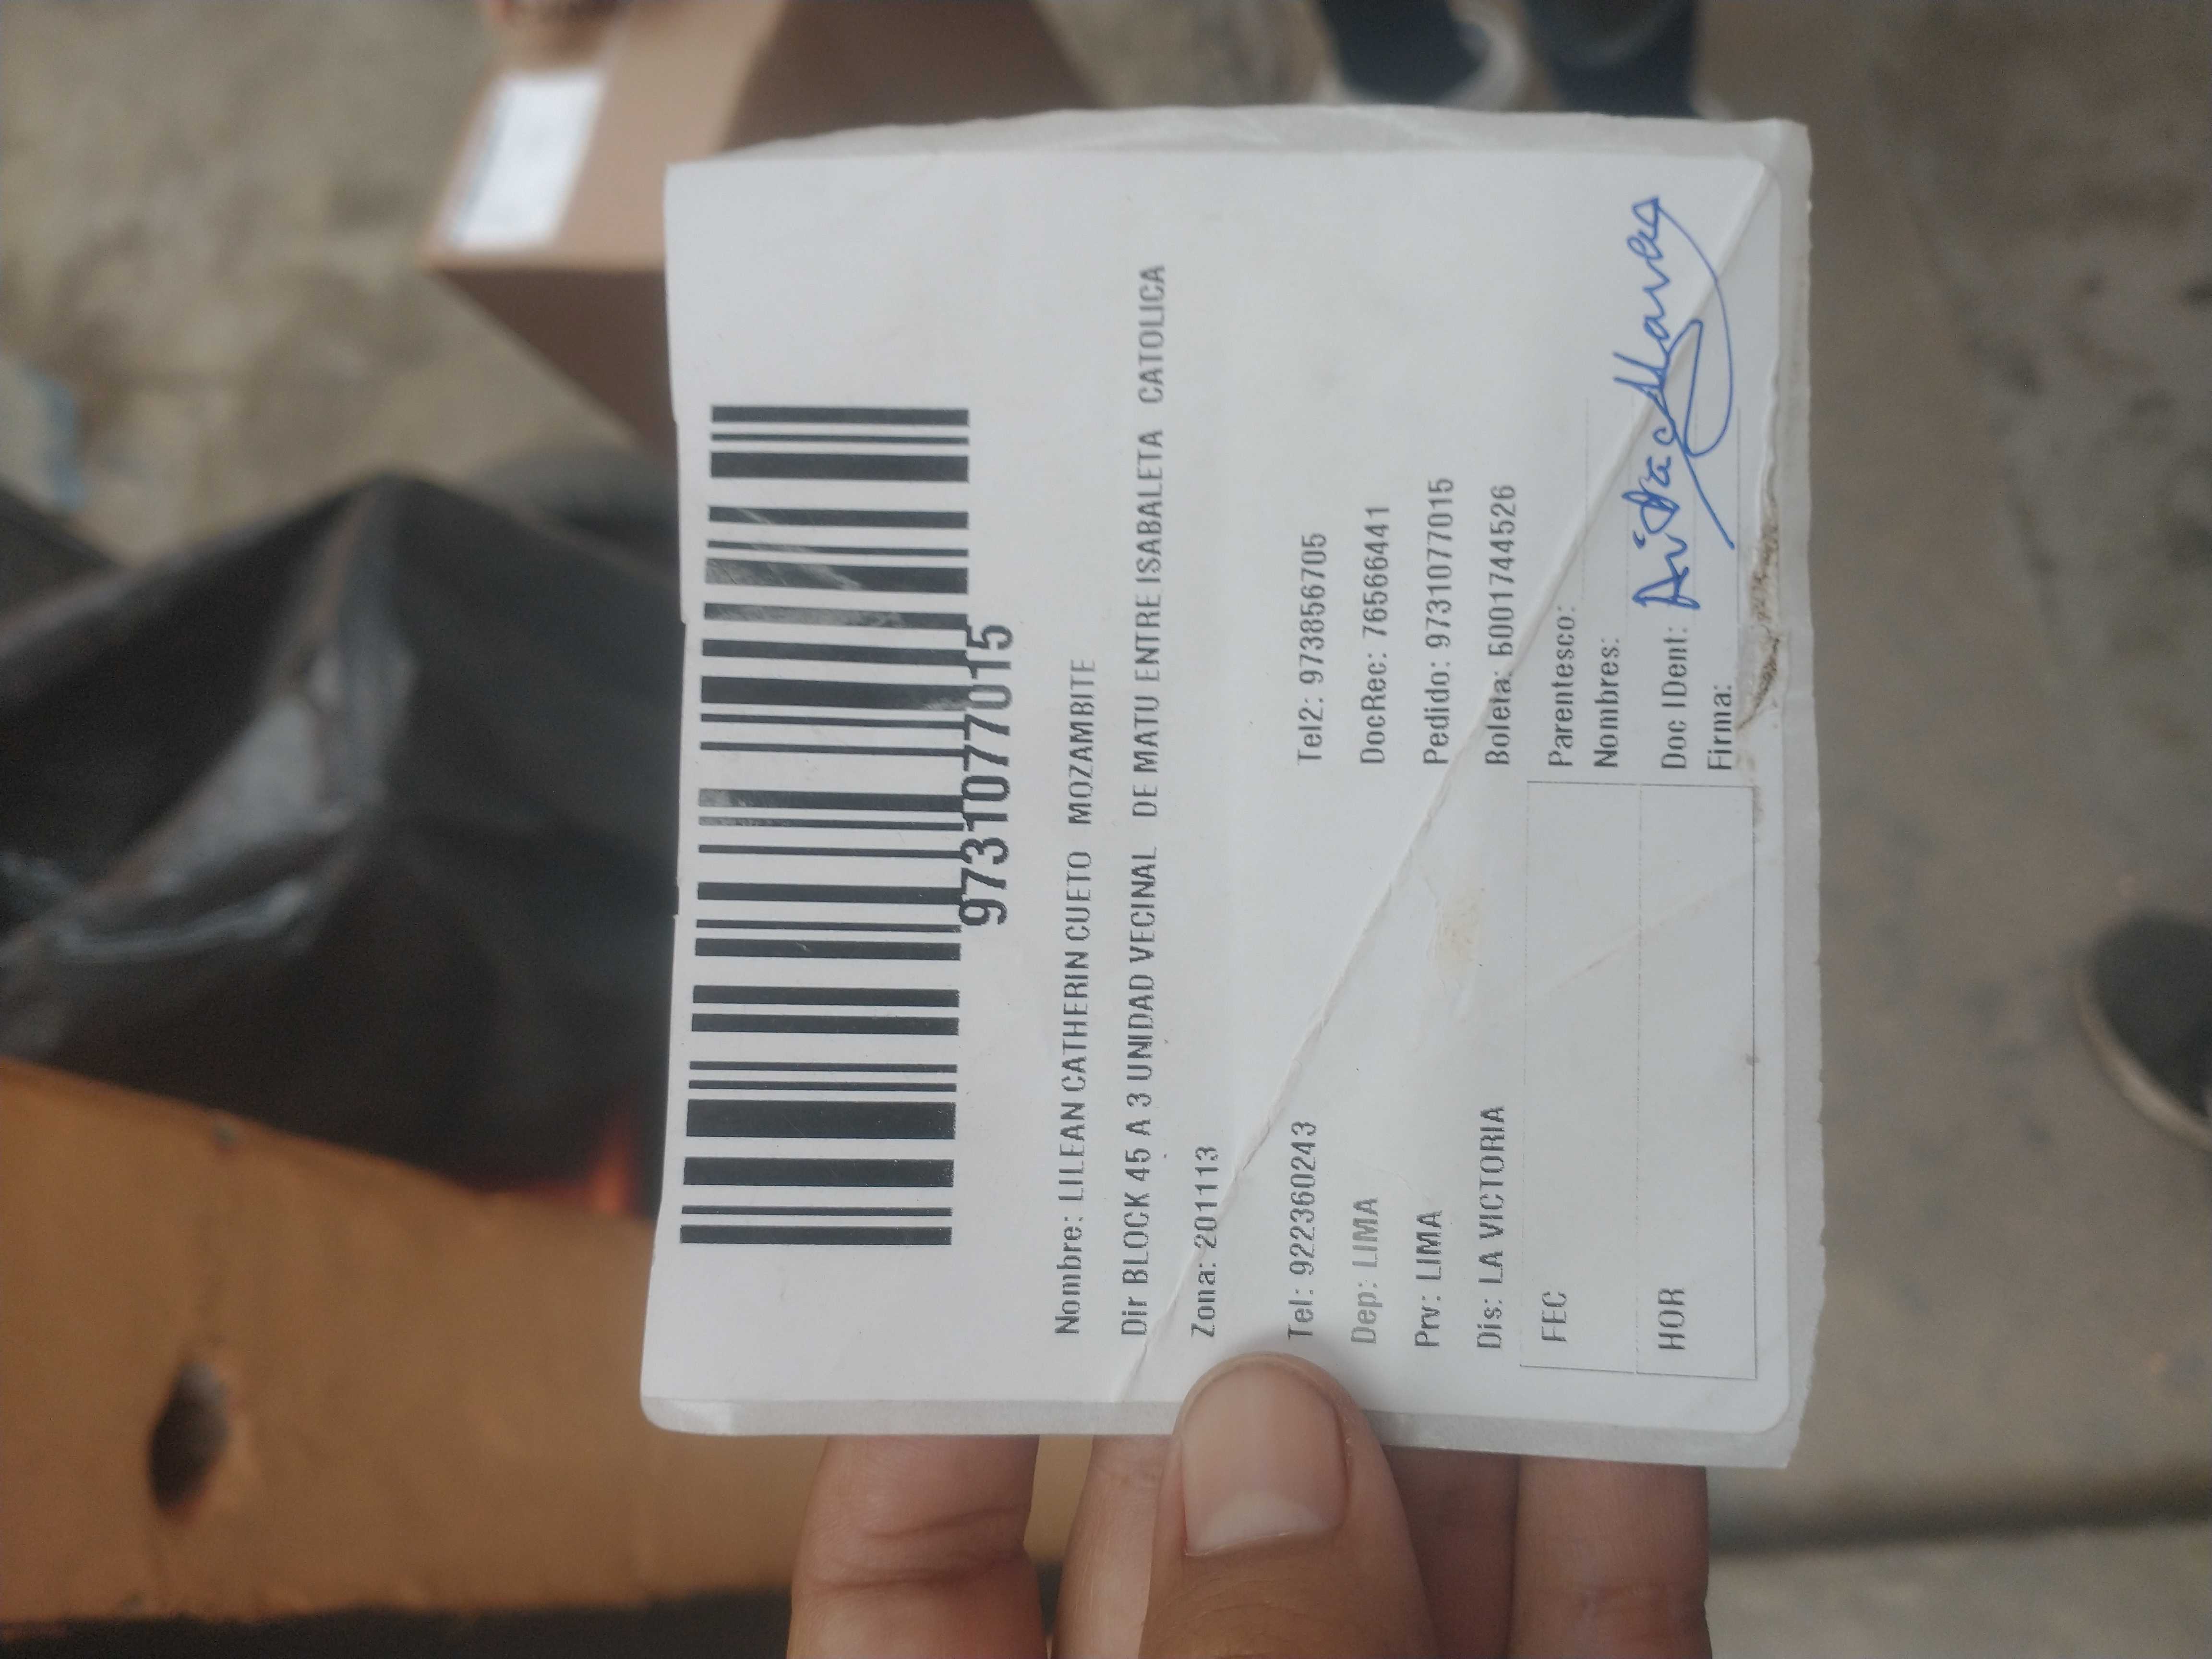 9731077015
Nombre: LILEAN CATHERIN CUETO MOZAMBITE
Dir BLOCK 45 A 3 UNIDAD VECINAL DE MATU ENTRE ISABALETA CATOLICA
Zona: 201113
Tel: 922360243 Tel2: 973856705
Dep: LIMA DocRec: 76566441
Prv: LIMA Pedido: 9731077015
Dis: LA VICTORIA Boleta: 6001744526
FEC Parentesco:
Nombres:
HOR Doc IDent:
Firma: